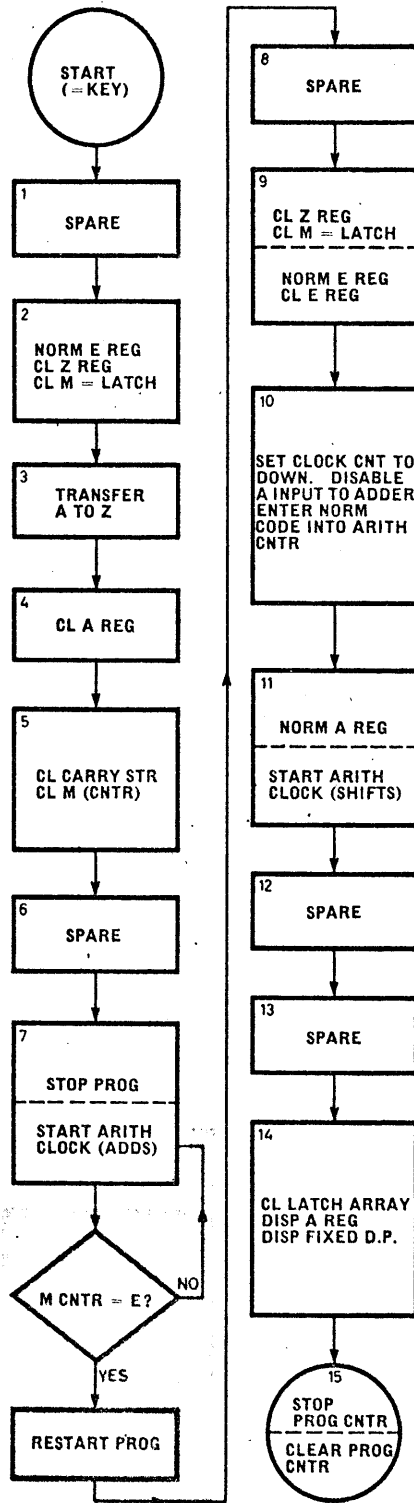 START
(=KEY)
1
SPARE
2
NORM E REG
CL Z REG
CL M = LATCH
3
TRANSFER
A TO Z
4
CL A REG
5
CL CARRY STR
CL M (CNTR)
6
SPARE
7
STOP PROG
START ARITH
CLOCK (ADDS)
M CNTR = E?
NO
YES
RESTART PROG
8
SPARE
9
CL Z REG
CL M = LATCH
NORM E REG
CL E REG
10
SET CLOCK CNT TO
DOWN. DISABLE
A INPUT TO ADDER
ENTER NORM
CODE INTO ARITH
CNTR
11
NORM A REG
START ARITH
CLOCK (SHIFTS)
12
SPARE
13
SPARE
14
CL LATCH ARRAY
DISP A REG
DISP FIXED D.P.
15
STOP
PROG CNTR
CLEAR PROG
CNTR